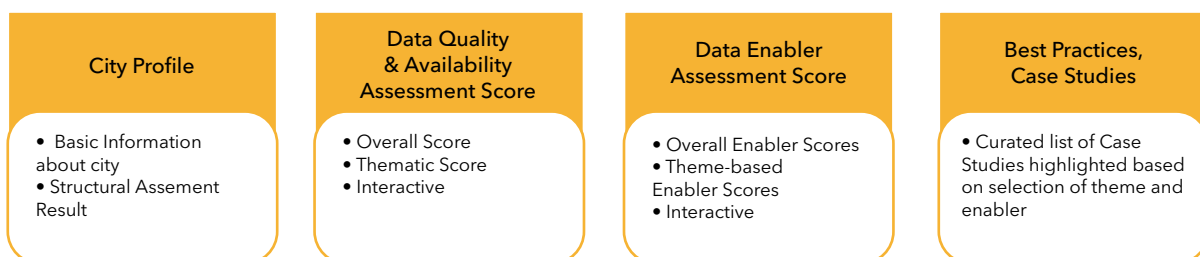 City Profile
• Basic Information
about city
• Structural Assement
Result
Data Quality
& Availability
Assessment Score
• Overall Score
• Thematic Score
• Interactive
Data Enabler
Assessment Score
• Overall Enabler Scores
• Theme-based
Enabler Scores
• Interactive
Best Practices,
Case Studies
• Curated list of Case
Studies highlighted based
on selection of theme and
enabler